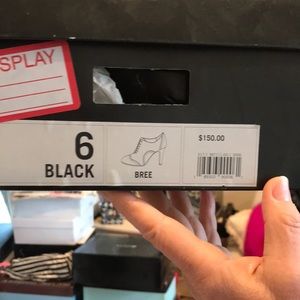 SPLAY
6
BLACK
BREE
$150.00